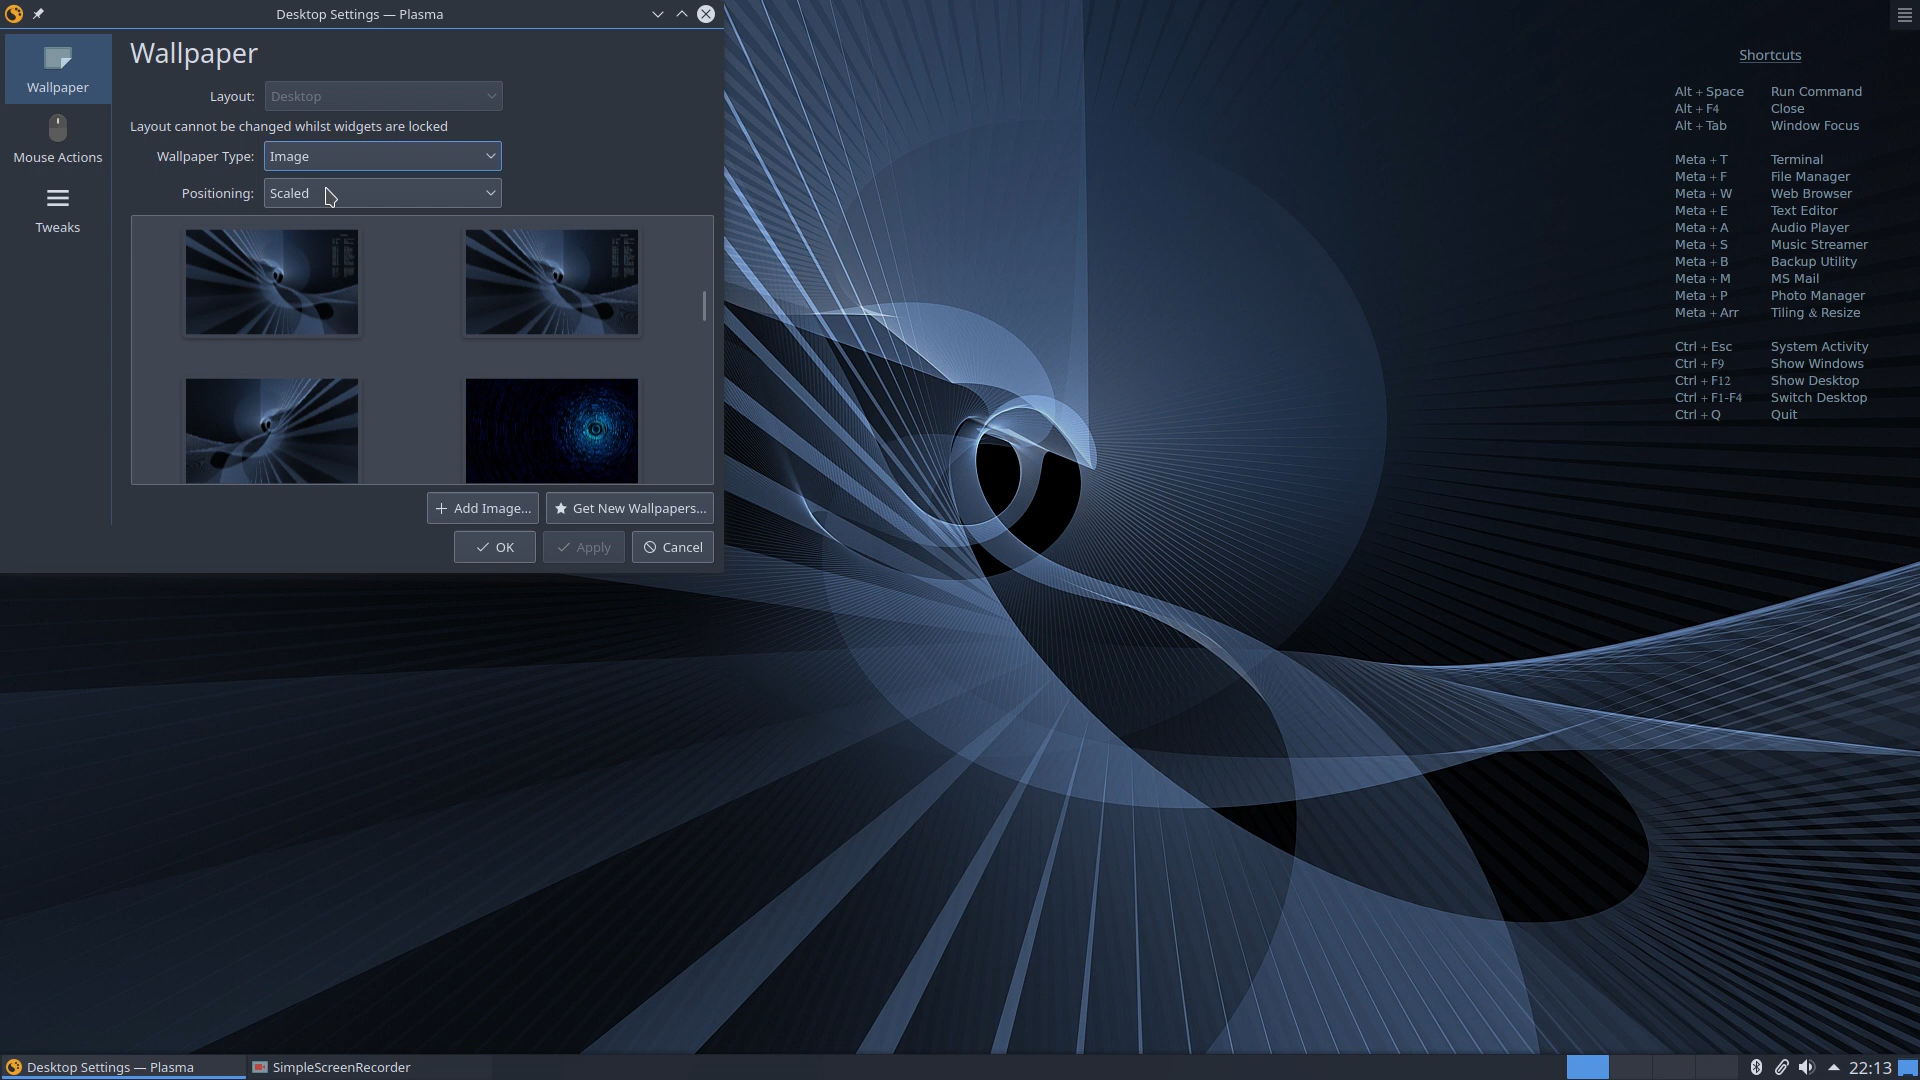 Desktop Settings — Plasma
Wallpaper
Mouse Actions
Tweaks
Wallpaper
Layout: Desktop
Layout cannot be changed whilst widgets are locked
Wallpaper Type: Image
Positioning: Scaled
Add Image...
Get New Wallpapers...
OK
Apply
Cancel
Shortcuts
Alt + Space Run Command
Alt + F4 Close
Alt + Tab Window Focus
Meta + T Terminal
Meta + F File Manager
Meta + W Web Browser
Meta + E Text Editor
Meta + A Audio Player
Meta + S Music Streamer
Meta + B Backup Utility
Meta + M MS Mail
Meta + P Photo Manager
Meta + Arr Tiling & Resize
Ctrl + Esc System Activity
Ctrl + F9 Show Windows
Ctrl + F12 Show Desktop
Ctrl + F1-F4 Switch Desktop
Ctrl + Q Quit
Desktop Settings — Plasma
SimpleScreenRecorder
22:13